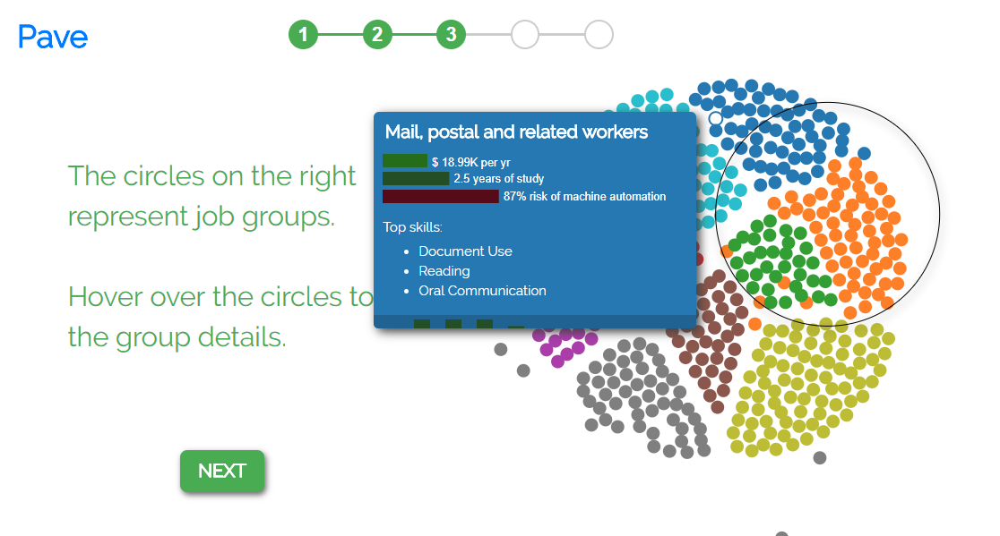 Pave
1
2
3
The circles on the right
represent job groups.
Hover over the circles to
the group details.
NEXT
Mail, postal and related workers
$ 18.99K per yr
2.5 years of study
87% risk of machine automation
Top skills:
Document Use
Reading
Oral Communication